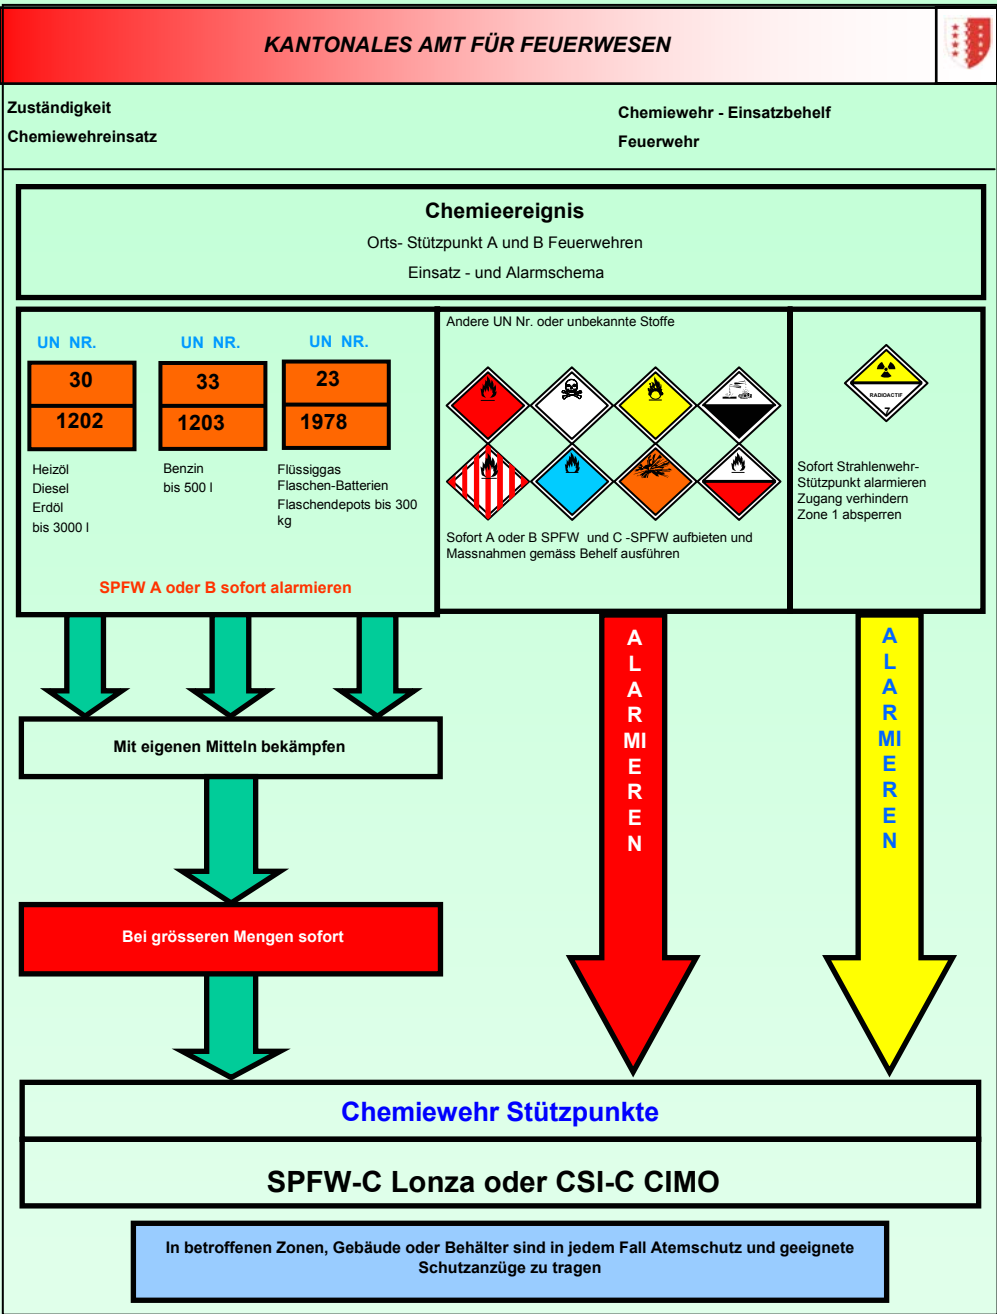 KANTONALES AMT FÜR FEUERWESEN
Zuständigkeit
Chemiewehreinsatz
Chemiewehr - Einsatzbehelf
Feuerwehr
Chemieereignis
Orts- Stützpunkt A und B Feuerwehren
Einsatz - und Alarmschema
UN NR.
30
1202
Heizöl
Diesel
Erdöl
bis 3000 l
UN NR.
33
1203
Benzin
bis 500 l
UN NR.
23
1978
Flüssiggas
Flaschen-Batterien
Flaschendepots bis 300
kg
SPFW A oder B sofort alarmieren
Andere UN Nr. oder unbekannte Stoffe
Sofort A oder B SPFW und C -SPFW aufbieten und
Massnahmen gemäss Behelf ausführen
RADIOACTIF
7
Sofort Strahlenwehr-
Stützpunkt alarmieren
Zugang verhindern
Zone 1 absperren
A
L
A
R
MI
E
R
E
N
A
L
A
R
MI
E
R
E
N
Mit eigenen Mitteln bekämpfen
Bei grösseren Mengen sofort
Chemiewehr Stützpunkte
SPFW-C Lonza oder CSI-C CIMO
In betroffenen Zonen, Gebäude oder Behälter sind in jedem Fall Atemschutz und geeignete
Schutzanzüge zu tragen